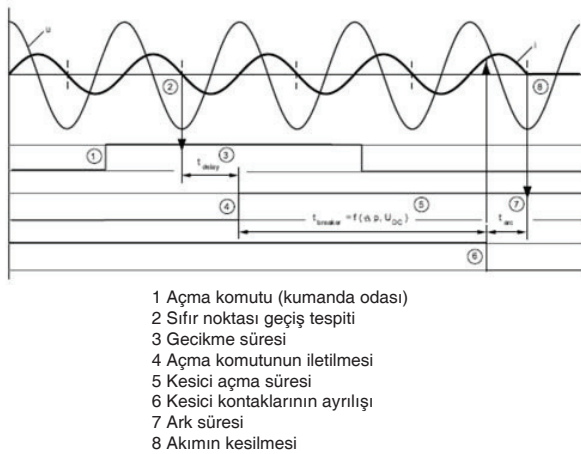 u
i
2
8
1
3
t delay
4
5
7
t breaker = f (ϑ, p, U DC)
t arc
6
1 Açma komutu (kumanda odası)
2 Sıfır noktası geçiş tespiti
3 Gecikme süresi
4 Açma komutunun iletilmesi
5 Kesici açma süresi
6 Kesici kontaklarının ayrılışı
7 Ark süresi
8 Akımın kesilmesi